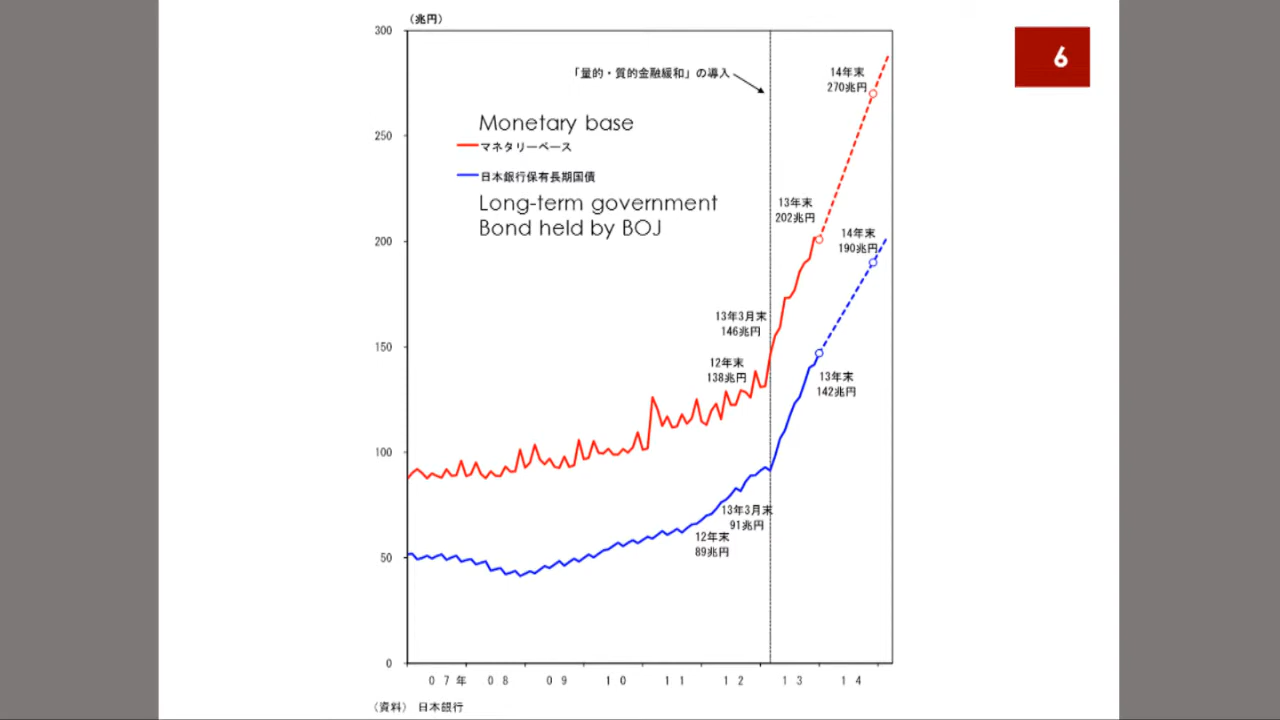 （兆円）
6
300
「量的・質的金融緩和」の導入
14年末
270兆円
Monetary base
250
マネタリーベース
日本銀行保有長期国債
Long-term government
Bond held by BOJ
13年末
202兆円
14年末
190兆円
200
13年3月末
146兆円
150
12年末
138兆円
13年末
142兆円
100
13年3月末
91兆円
12年末
89兆円
50
0
07年 08 09 10 11 12 13 14
（資料） 日本銀行